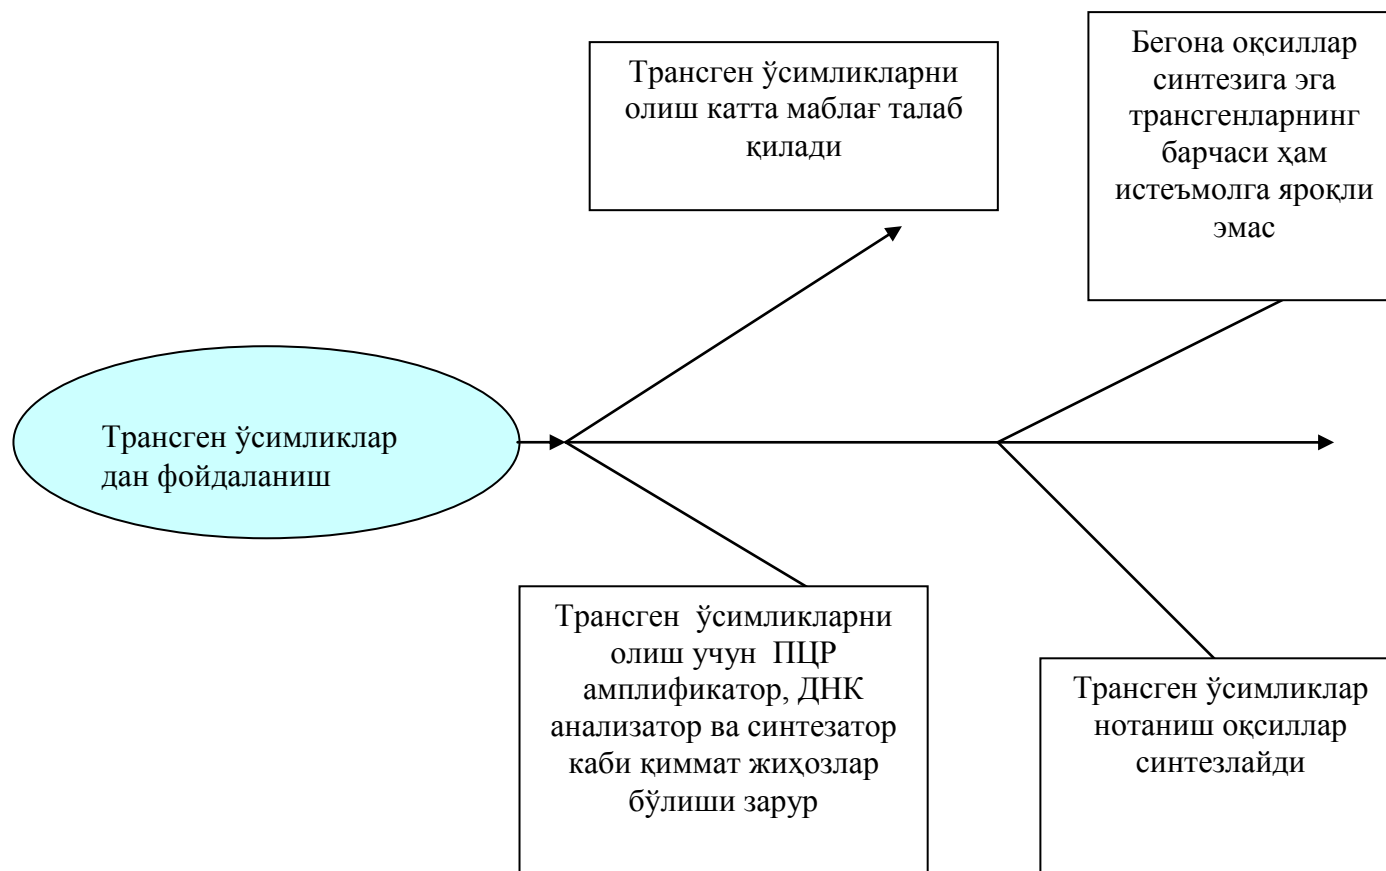 Трансген ўсимликларни
олиш катта маблағ талаб
қилади
Бегона оқсиллар
синтезига эга
трансгенларнинг
барчаси ҳам
истеъмолга яроқли
эмас
Трансген ўсимликлар
дан фойдаланиш
Трансген ўсимликларни
олиш учун ПЦР
амплификатор, ДНК
анализатор ва синтезатор
каби қиммат жиҳозлар
бўлиши зарур
Трансген ўсимликлар
нотаниш оқсиллар
синтезлайди